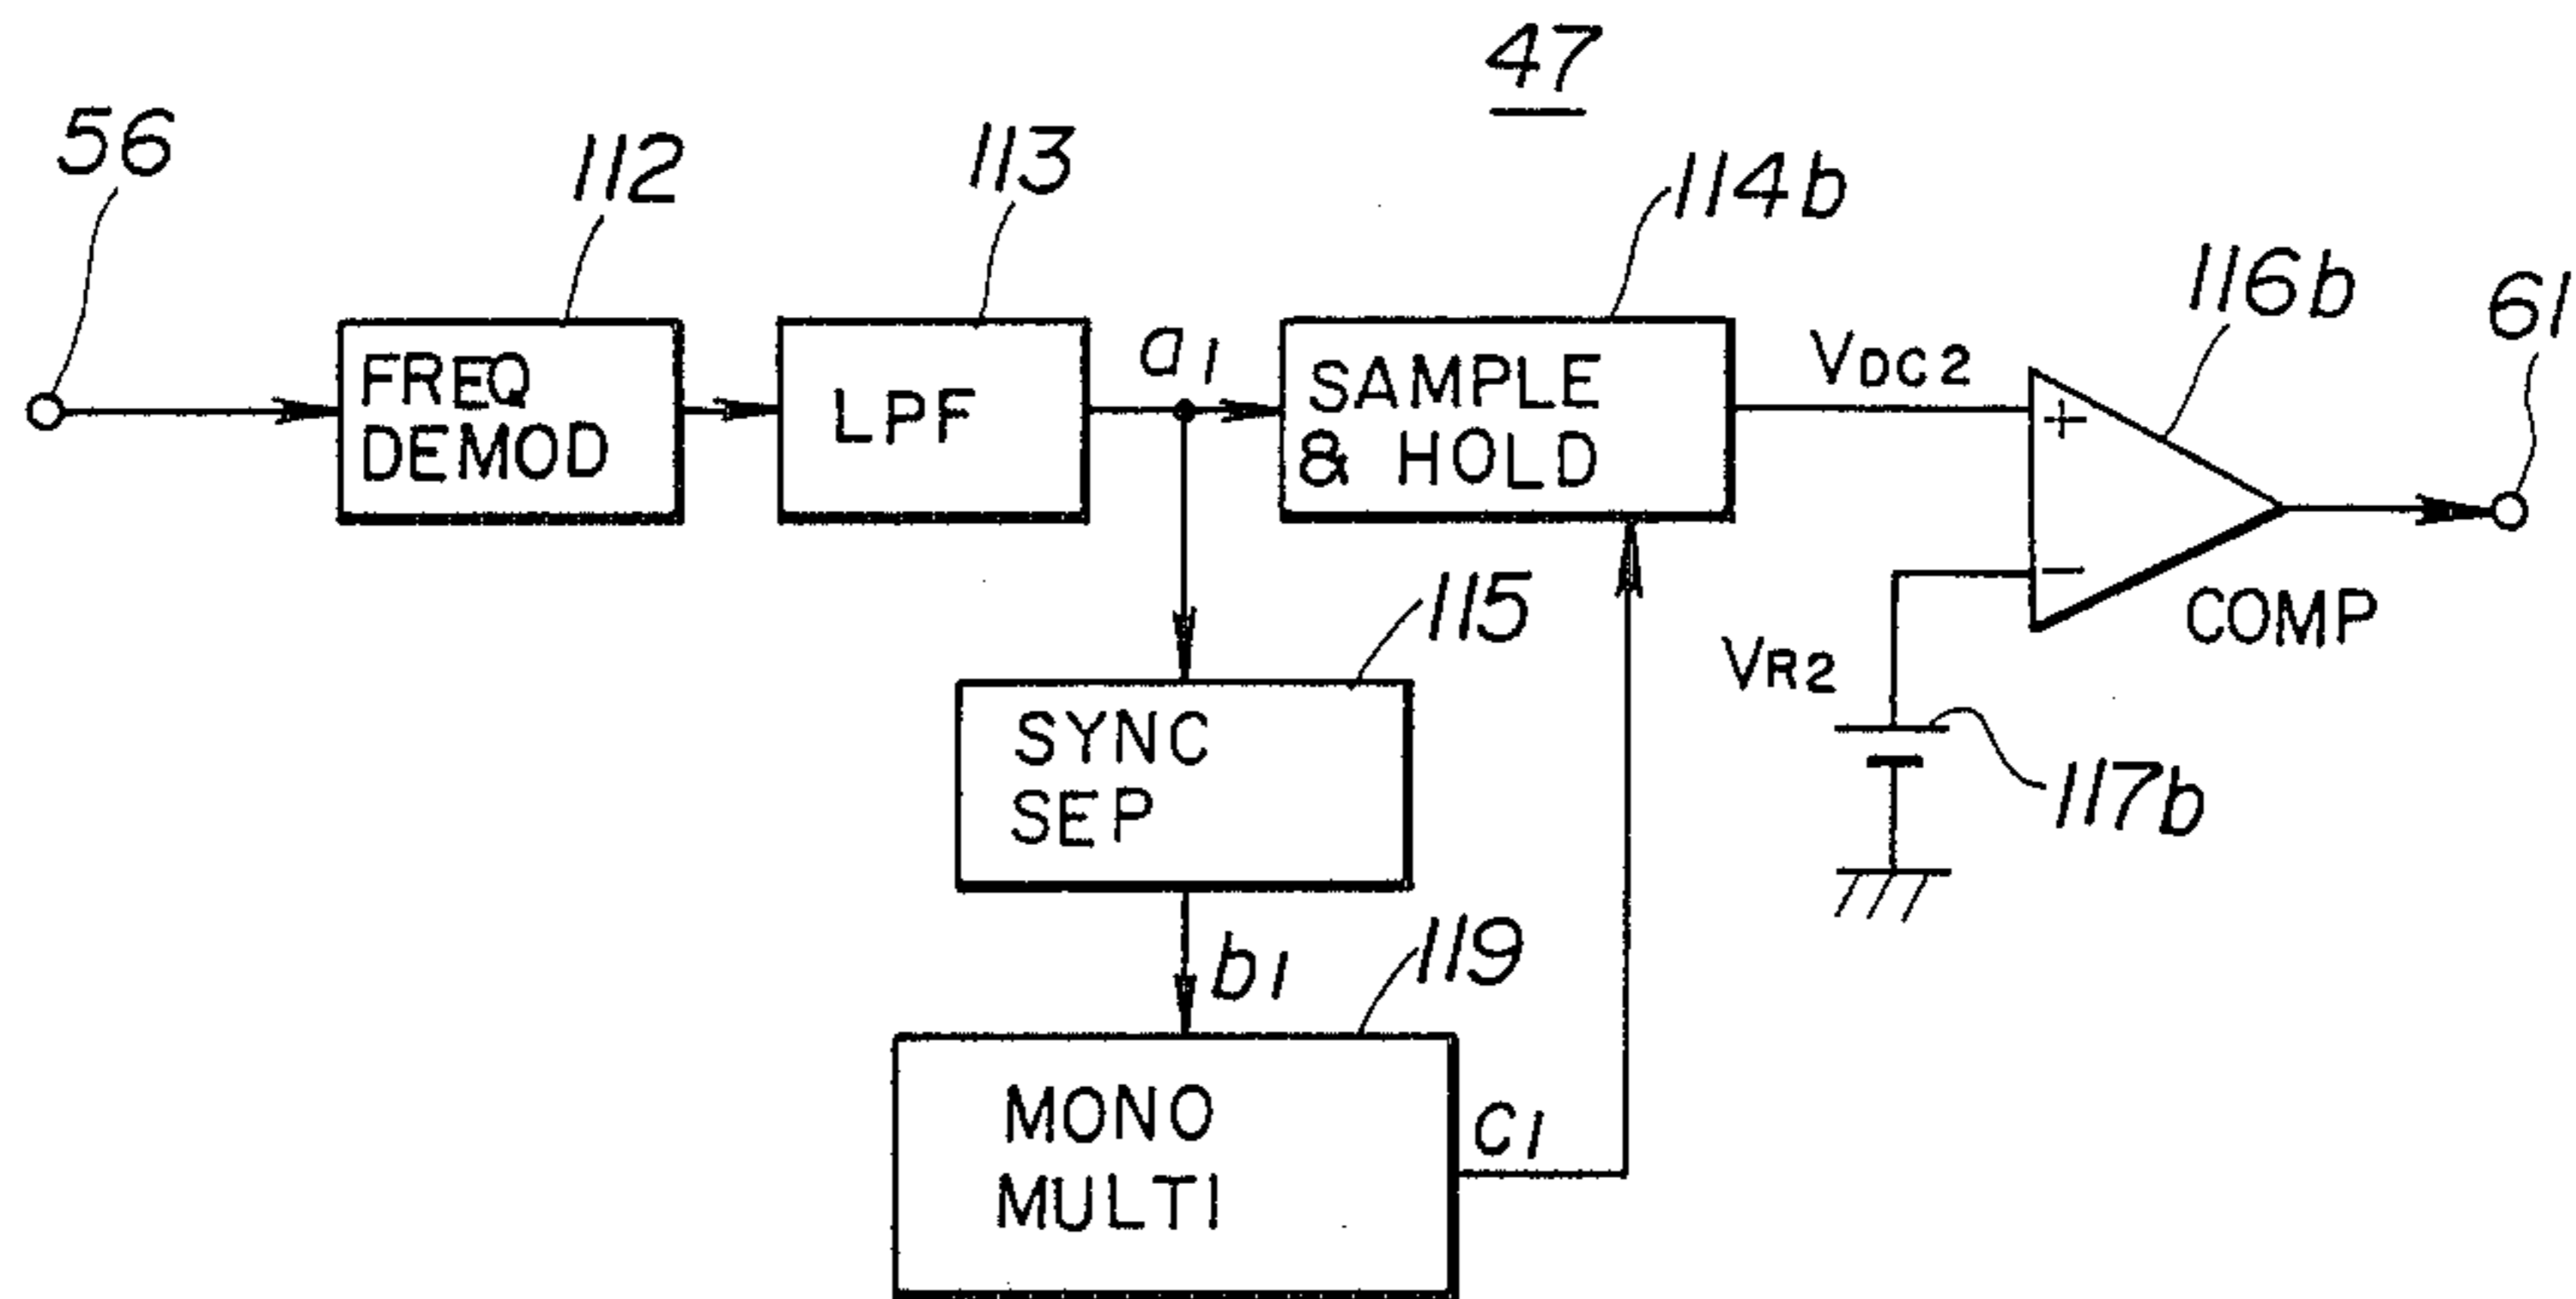 47
56
112
113
114b
116b
61
FREQ
DEMOD
LPF
a1
SAMPLE
& HOLD
VDC2
+
−
COMP
VR2
117b
115
SYNC
SEP
b1
119
MONO
MULTI
c1